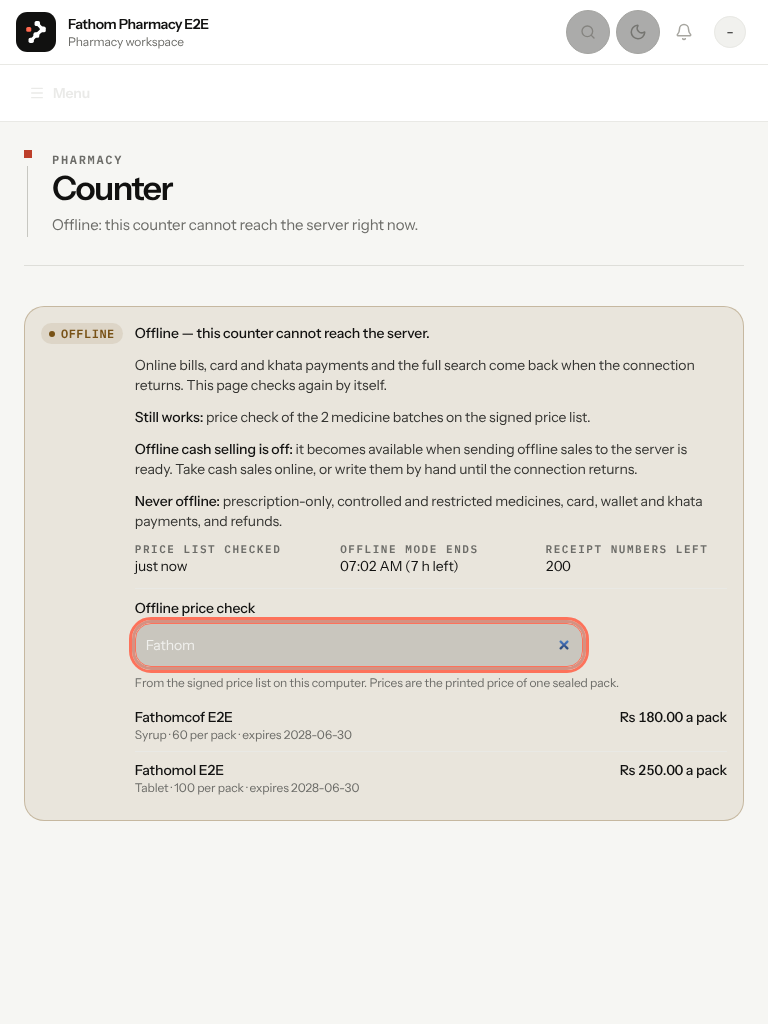 Fathom Pharmacy E2E
Pharmacy workspace
-
Menu
PHARMACY
Counter
Offline: this counter cannot reach the server right now.
OFFLINE
Offline — this counter cannot reach the server.
Online bills, card and khata payments and the full search come back when the connection
returns. This page checks again by itself.
Still works: price check of the 2 medicine batches on the signed price list.
Offline cash selling is off: it becomes available when sending offline sales to the server is
ready. Take cash sales online, or write them by hand until the connection returns.
Never offline: prescription-only, controlled and restricted medicines, card, wallet and khata
payments, and refunds.
PRICE LIST CHECKED
just now
OFFLINE MODE ENDS
07:02 AM (7 h left)
RECEIPT NUMBERS LEFT
200
Offline price check
Fathom
From the signed price list on this computer. Prices are the printed price of one sealed pack.
Fathomcof E2E
Rs 180.00 a pack
Syrup · 60 per pack · expires 2028-06-30
Fathomol E2E
Rs 250.00 a pack
Tablet · 100 per pack · expires 2028-06-30